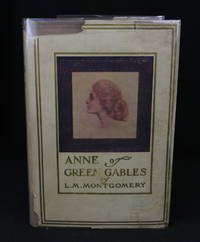 ANNE of
GREEN GABLES
L.M. MONTGOMERY